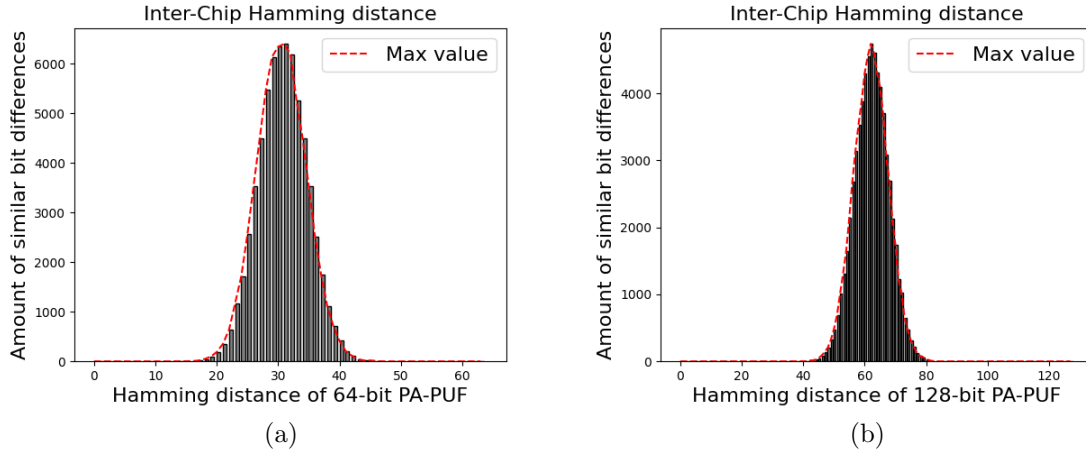 Inter-Chip Hamming distance
Max value
Amount of similar bit differences
6000
5000
4000
3000
2000
1000
0
0 10 20 30 40 50 60
Hamming distance of 64-bit PA-PUF
(a)
Inter-Chip Hamming distance
Max value
Amount of similar bit differences
4000
3000
2000
1000
0
0 20 40 60 80 100 120
Hamming distance of 128-bit PA-PUF
(b)